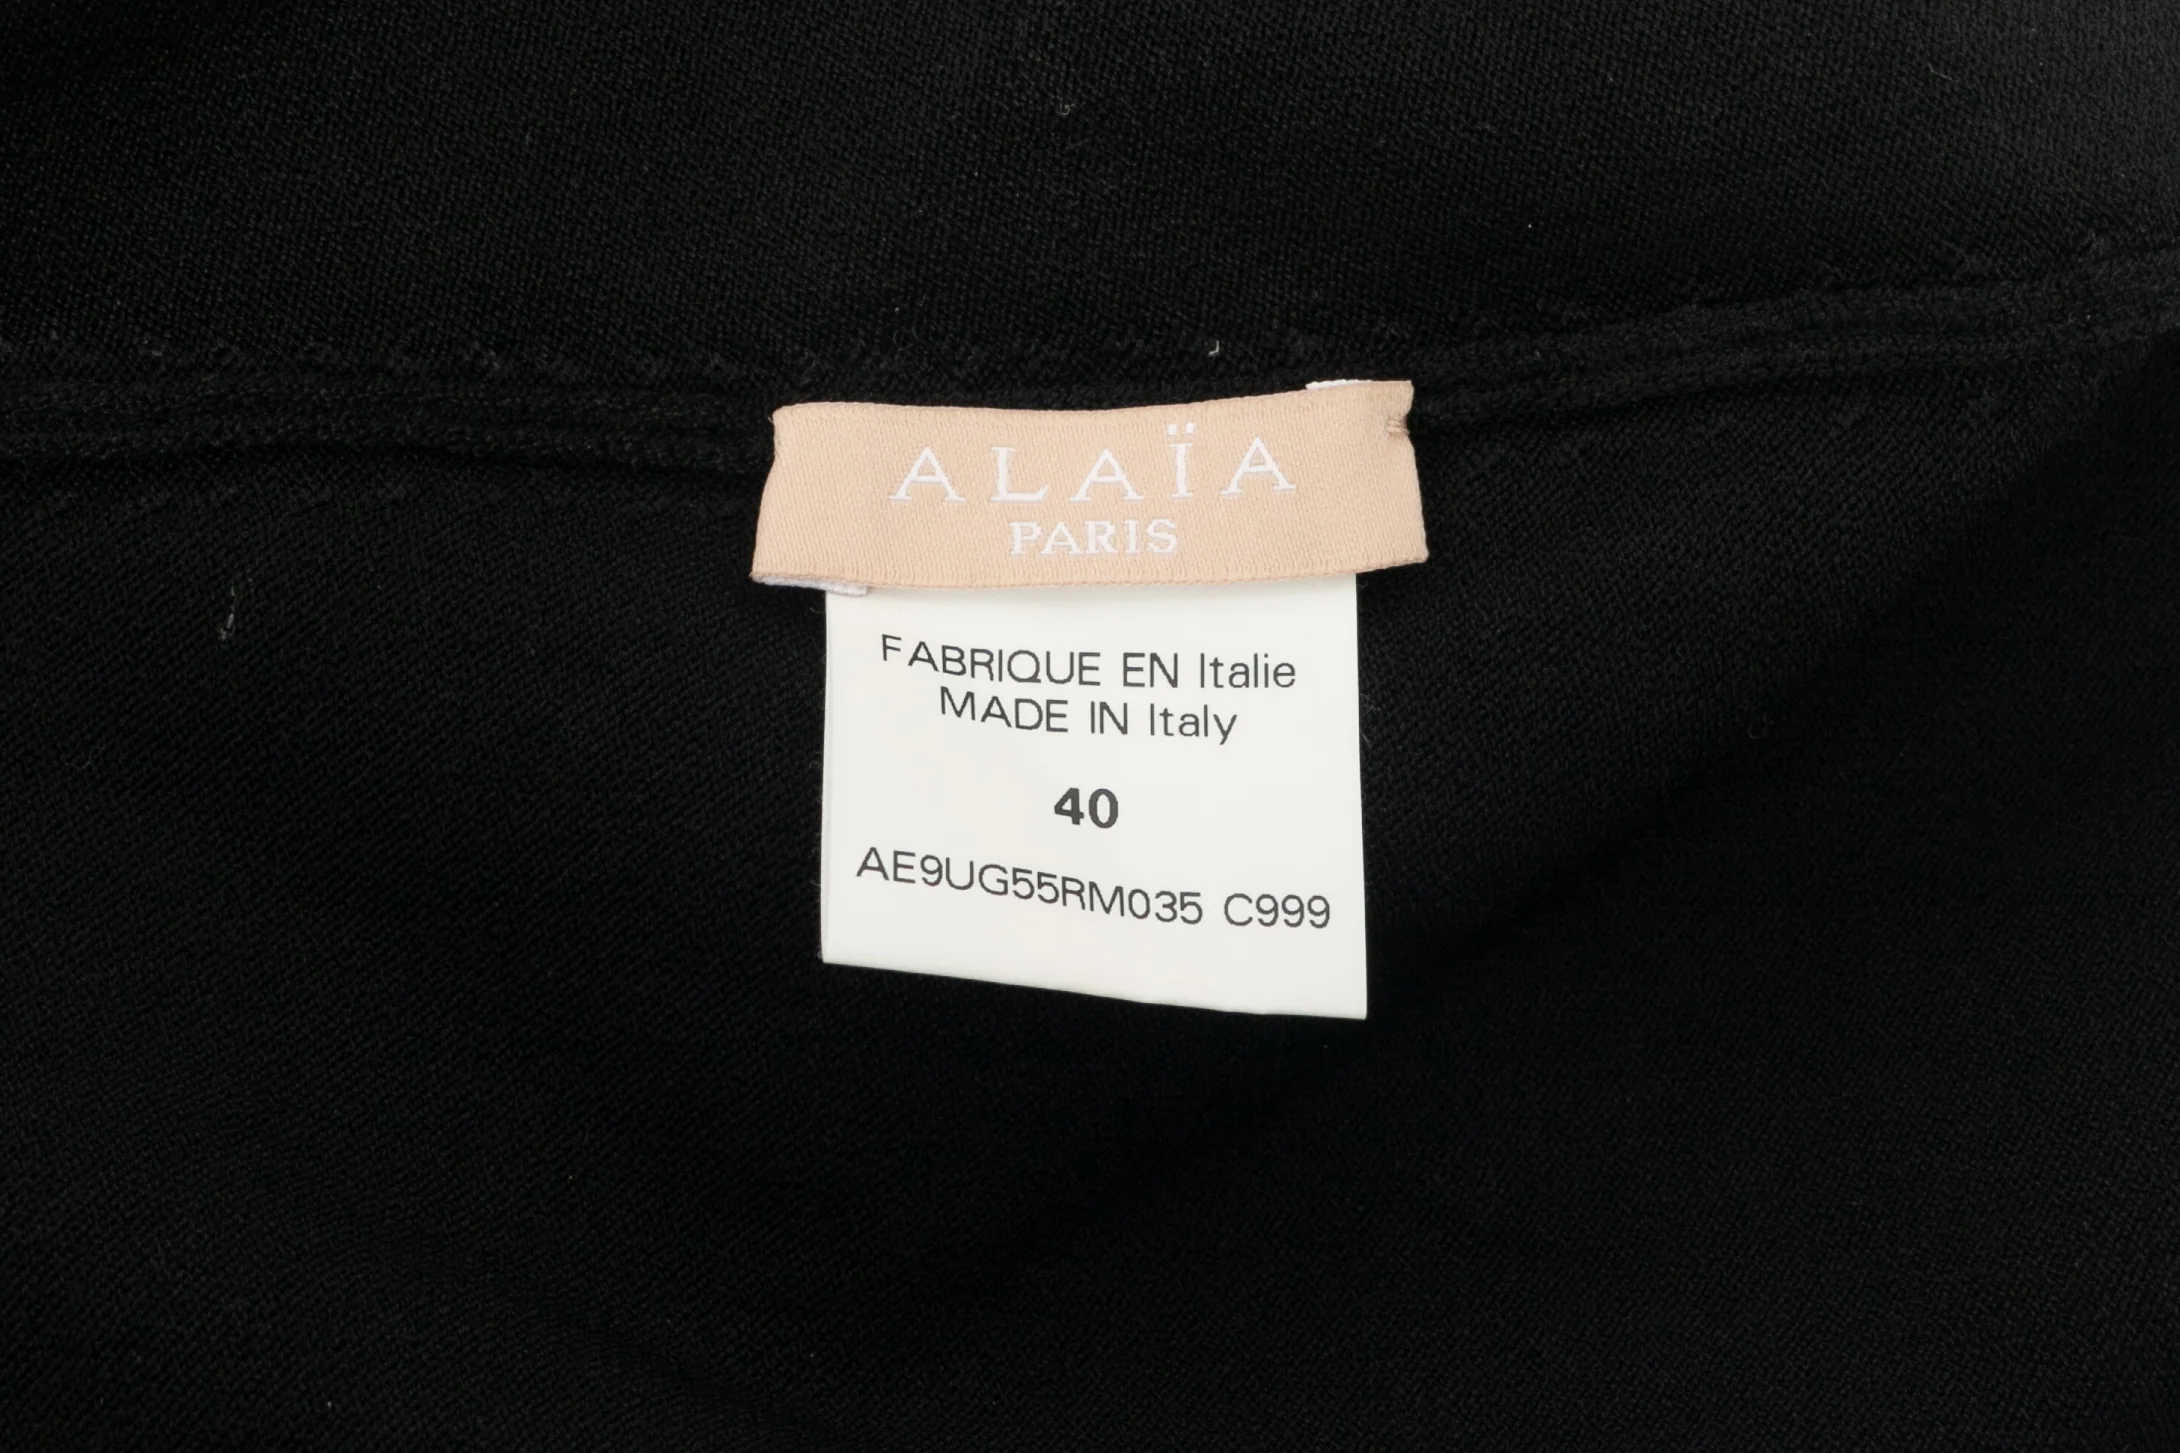 ALAÏA
PARIS
FABRIQUE EN Italie
MADE IN Italy
40
AE9UG55RM035 C999